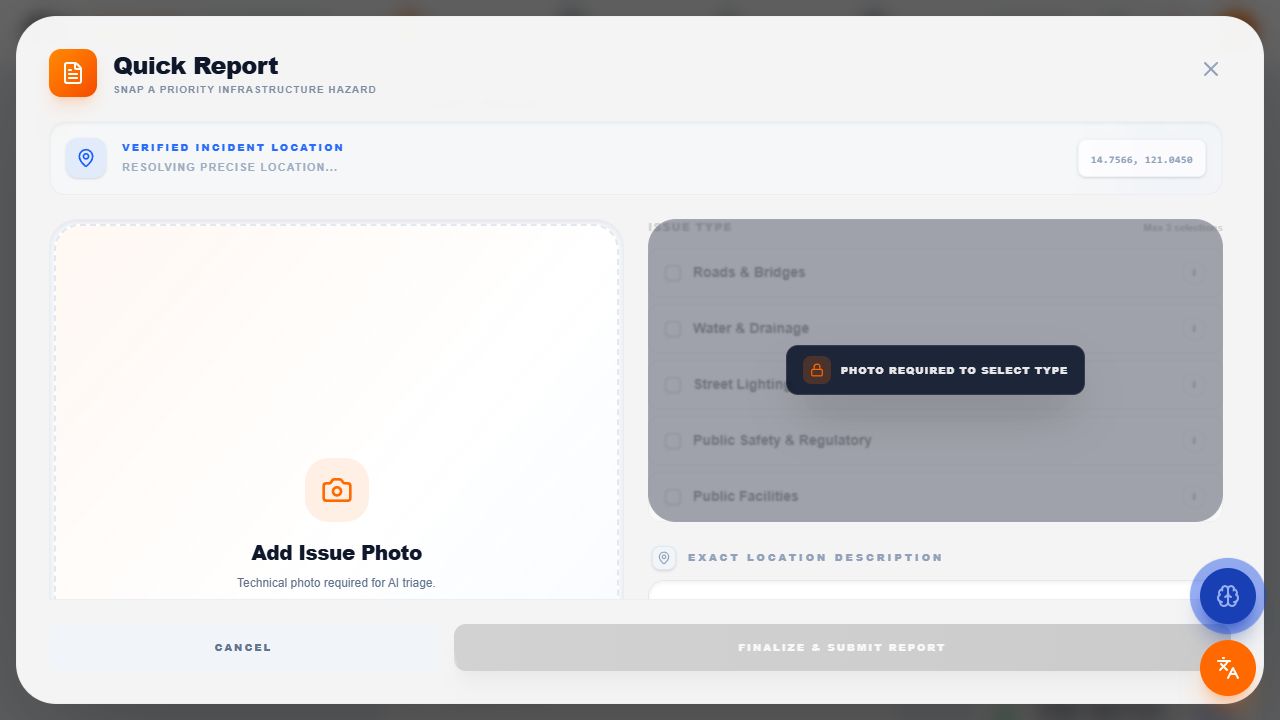 Quick Report
SNAP A PRIORITY INFRASTRUCTURE HAZARD
VERIFIED INCIDENT LOCATION
RESOLVING PRECISE LOCATION...
14.7566, 121.0450
ISSUE TYPE
Max 3 selections
Roads & Bridges
Water & Drainage
Street Lighting
PHOTO REQUIRED TO SELECT TYPE
Public Safety & Regulatory
Public Facilities
Add Issue Photo
Technical photo required for AI triage.
EXACT LOCATION DESCRIPTION
CANCEL
FINALIZE & SUBMIT REPORT